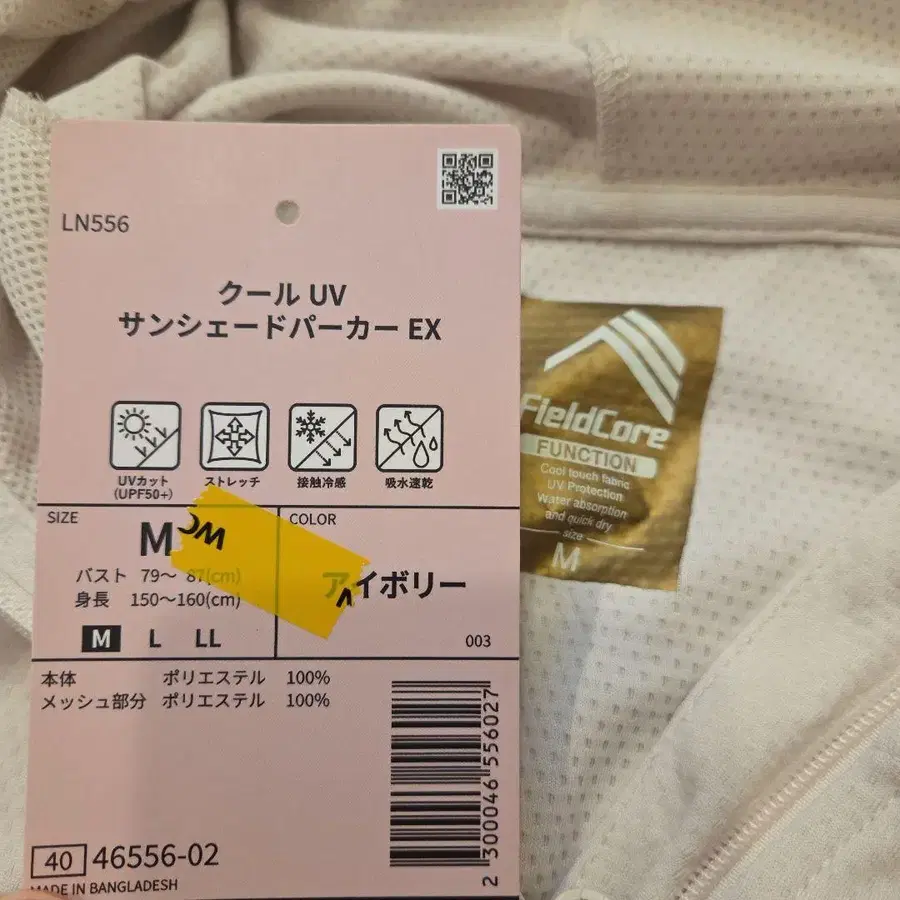 LN556
クール UV
サンシェードパーカー EX
UVカット
(UPF50+)
ストレッチ
接触冷感
吸水速乾
SIZE
M
バスト 79〜 87(cm)
身長 150〜160(cm)
M L LL
COLOR
アイボリー
003
本体 ポリエステル 100%
メッシュ部分 ポリエステル 100%
2 300046 556027
40 46556-02
MADE IN BANGLADESH
FieldCore
FUNCTION
Cool touch fabric
UV Protection
Water absorption
and quick dry
size
M